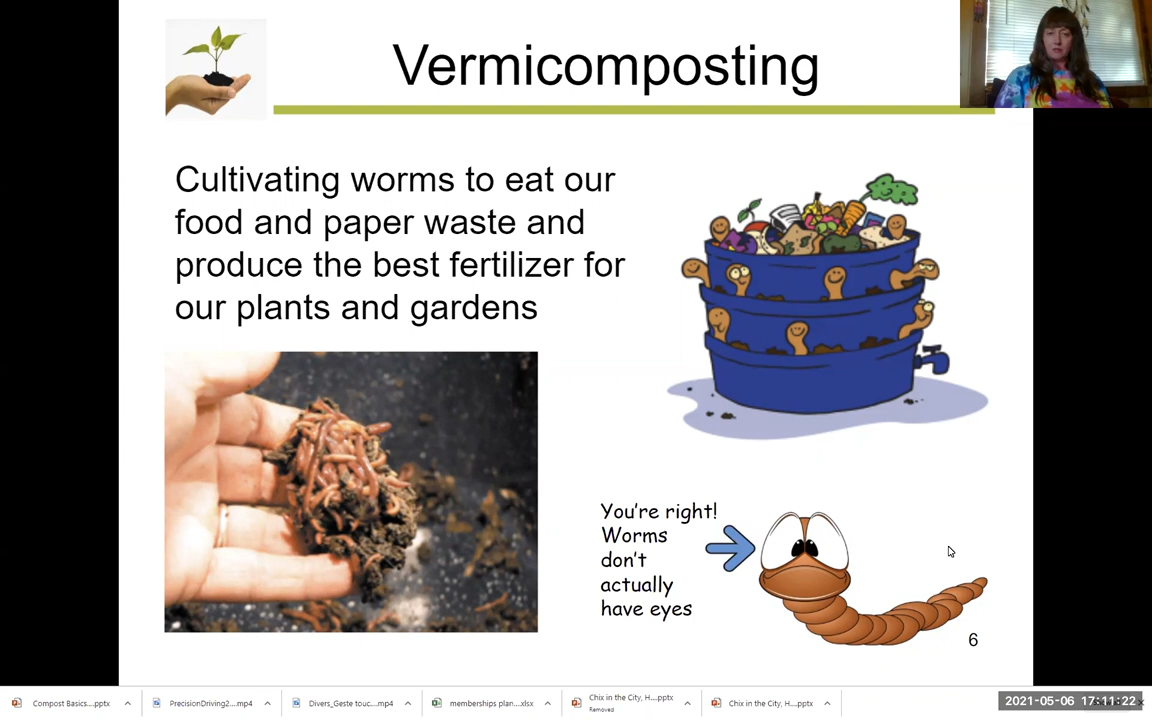 Vermicomposting
Cultivating worms to eat our
food and paper waste and
produce the best fertilizer for
our plants and gardens
You're right!
Worms
don't
actually
have eyes
6
Compost Basics....pptx
PrecisionDriving2....mp4
Divers_Geste touc....mp4
memberships plan....xlsx
Chix in the City, H....pptx
Removed
Chix in the City, H....pptx
2021-05-06 17:11:22